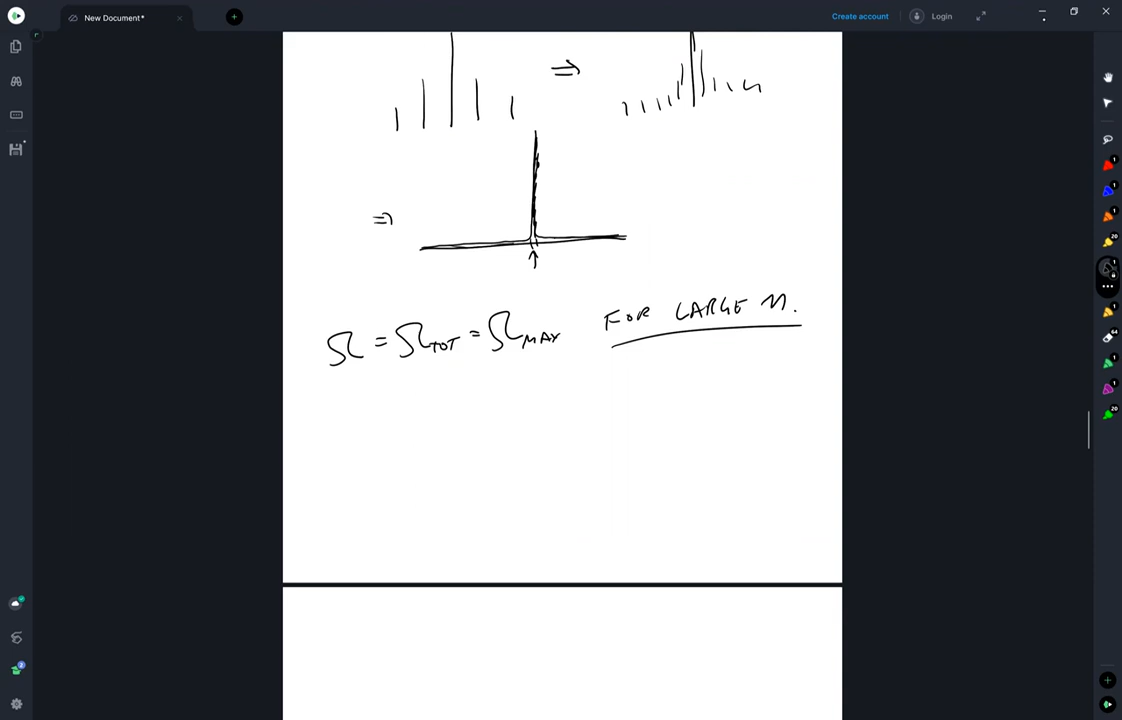 New Document*
Create account
Login
⇒
⇒
Ω = Ω_TOT = Ω_MAX FOR LARGE M.